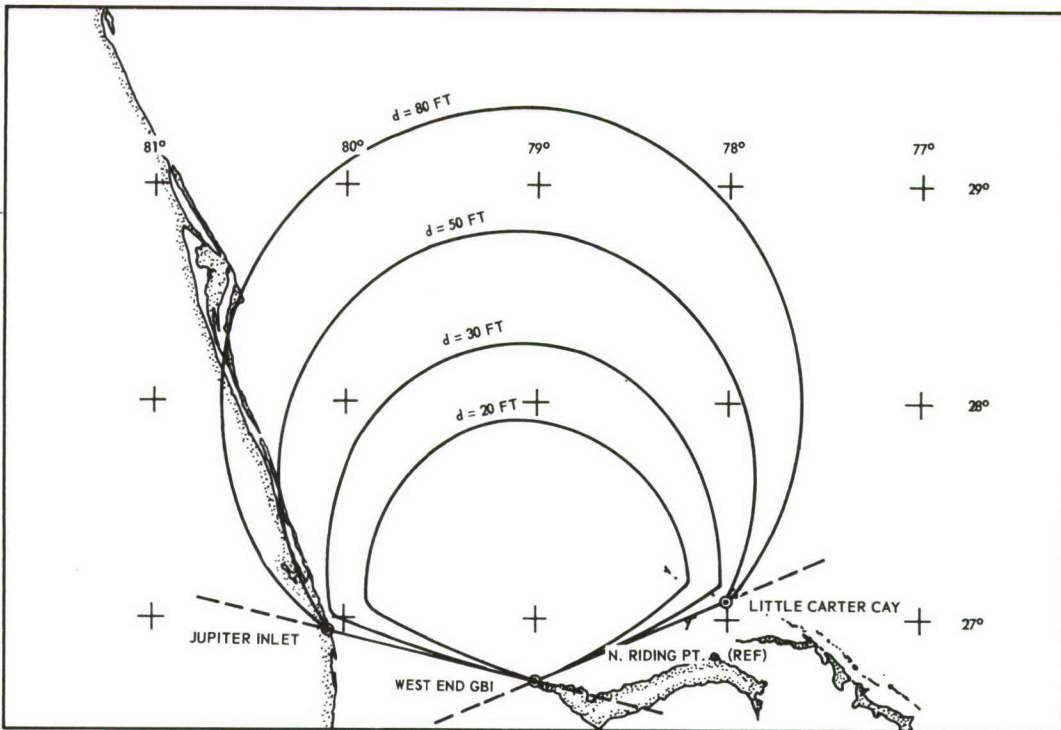 d = 80 FT
81°
80°
79°
78°
77°
29°
d = 50 FT
d = 30 FT
28°
d = 20 FT
LITTLE CARTER CAY
27°
JUPITER INLET
N. RIDING PT. (REF)
WEST END GBI